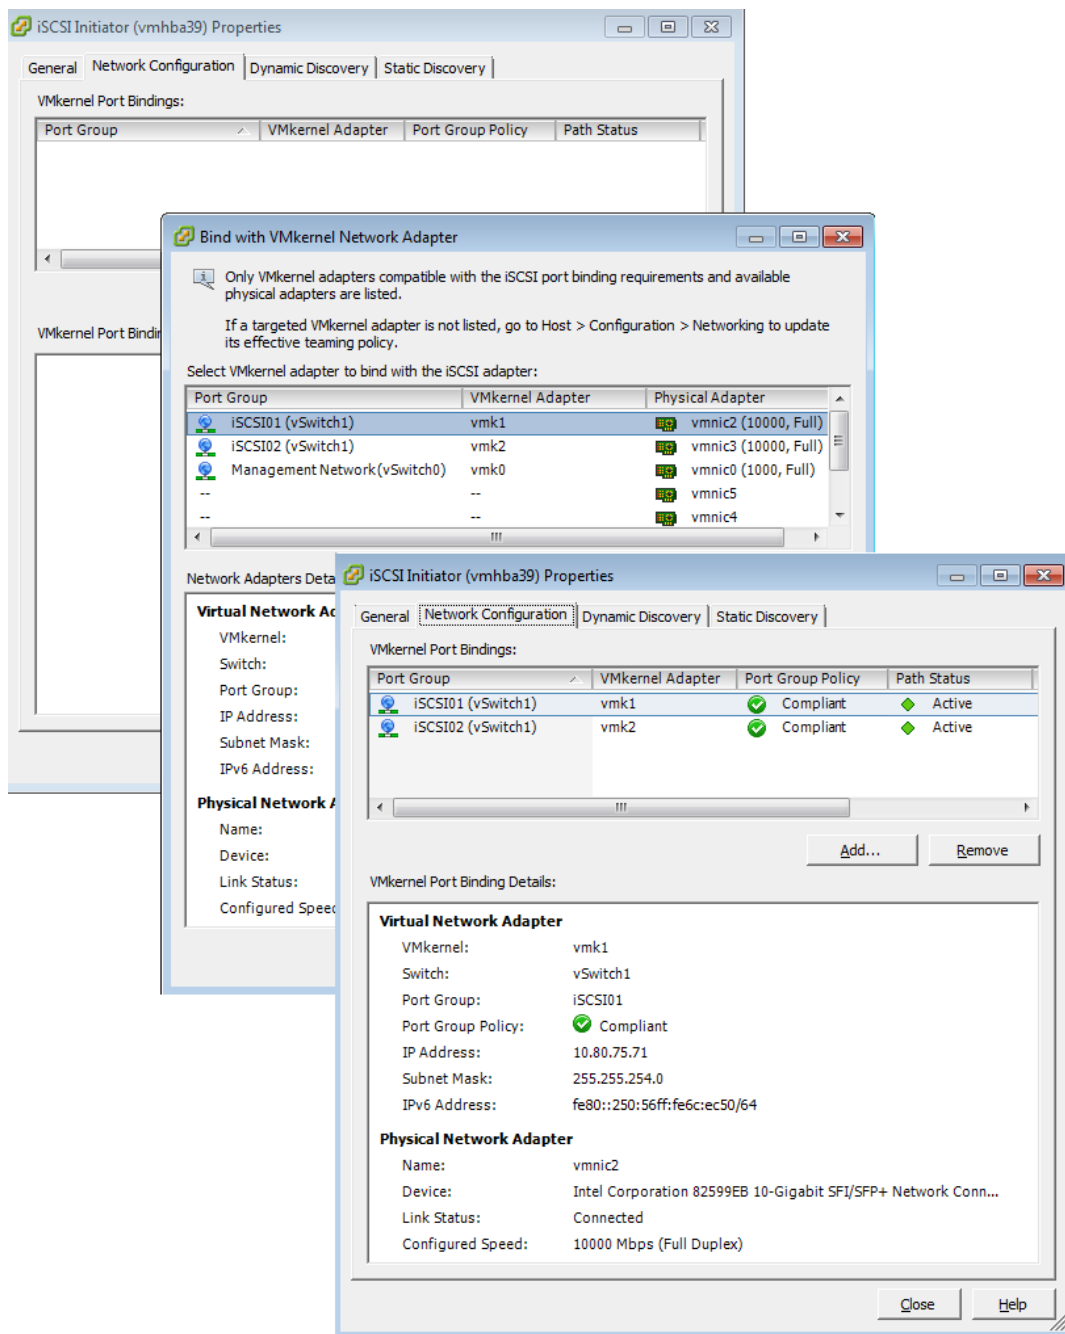 iSCSI Initiator (vmhba39) Properties
General Network Configuration Dynamic Discovery Static Discovery
VMkernel Port Bindings:
Port Group VMkernel Adapter Port Group Policy Path Status
VMkernel Port Bindin
Bind with VMkernel Network Adapter
Only VMkernel adapters compatible with the iSCSI port binding requirements and available
physical adapters are listed.
If a targeted VMkernel adapter is not listed, go to Host > Configuration > Networking to update
its effective teaming policy.
Select VMkernel adapter to bind with the iSCSI adapter:
Port Group VMkernel Adapter Physical Adapter
iSCSI01 (vSwitch1) vmk1 vmnic2 (10000, Full)
iSCSI02 (vSwitch1) vmk2 vmnic3 (10000, Full)
Management Network (vSwitch0) vmk0 vmnic0 (1000, Full)
-- -- vmnic5
-- -- vmnic4
Network Adapters Deta
Virtual Network Ad
VMkernel:
Switch:
Port Group:
IP Address:
Subnet Mask:
IPv6 Address:
Physical Network A
Name:
Device:
Link Status:
Configured Speed
iSCSI Initiator (vmhba39) Properties
General Network Configuration Dynamic Discovery Static Discovery
VMkernel Port Bindings:
Port Group VMkernel Adapter Port Group Policy Path Status
iSCSI01 (vSwitch1) vmk1 Compliant Active
iSCSI02 (vSwitch1) vmk2 Compliant Active
Add... Remove
VMkernel Port Binding Details:
Virtual Network Adapter
VMkernel: vmk1
Switch: vSwitch1
Port Group: iSCSI01
Port Group Policy: Compliant
IP Address: 10.80.75.71
Subnet Mask: 255.255.254.0
IPv6 Address: fe80::250:56ff:fe6c:ec50/64
Physical Network Adapter
Name: vmnic2
Device: Intel Corporation 82599EB 10-Gigabit SFI/SFP+ Network Conn...
Link Status: Connected
Configured Speed: 10000 Mbps (Full Duplex)
Close Help